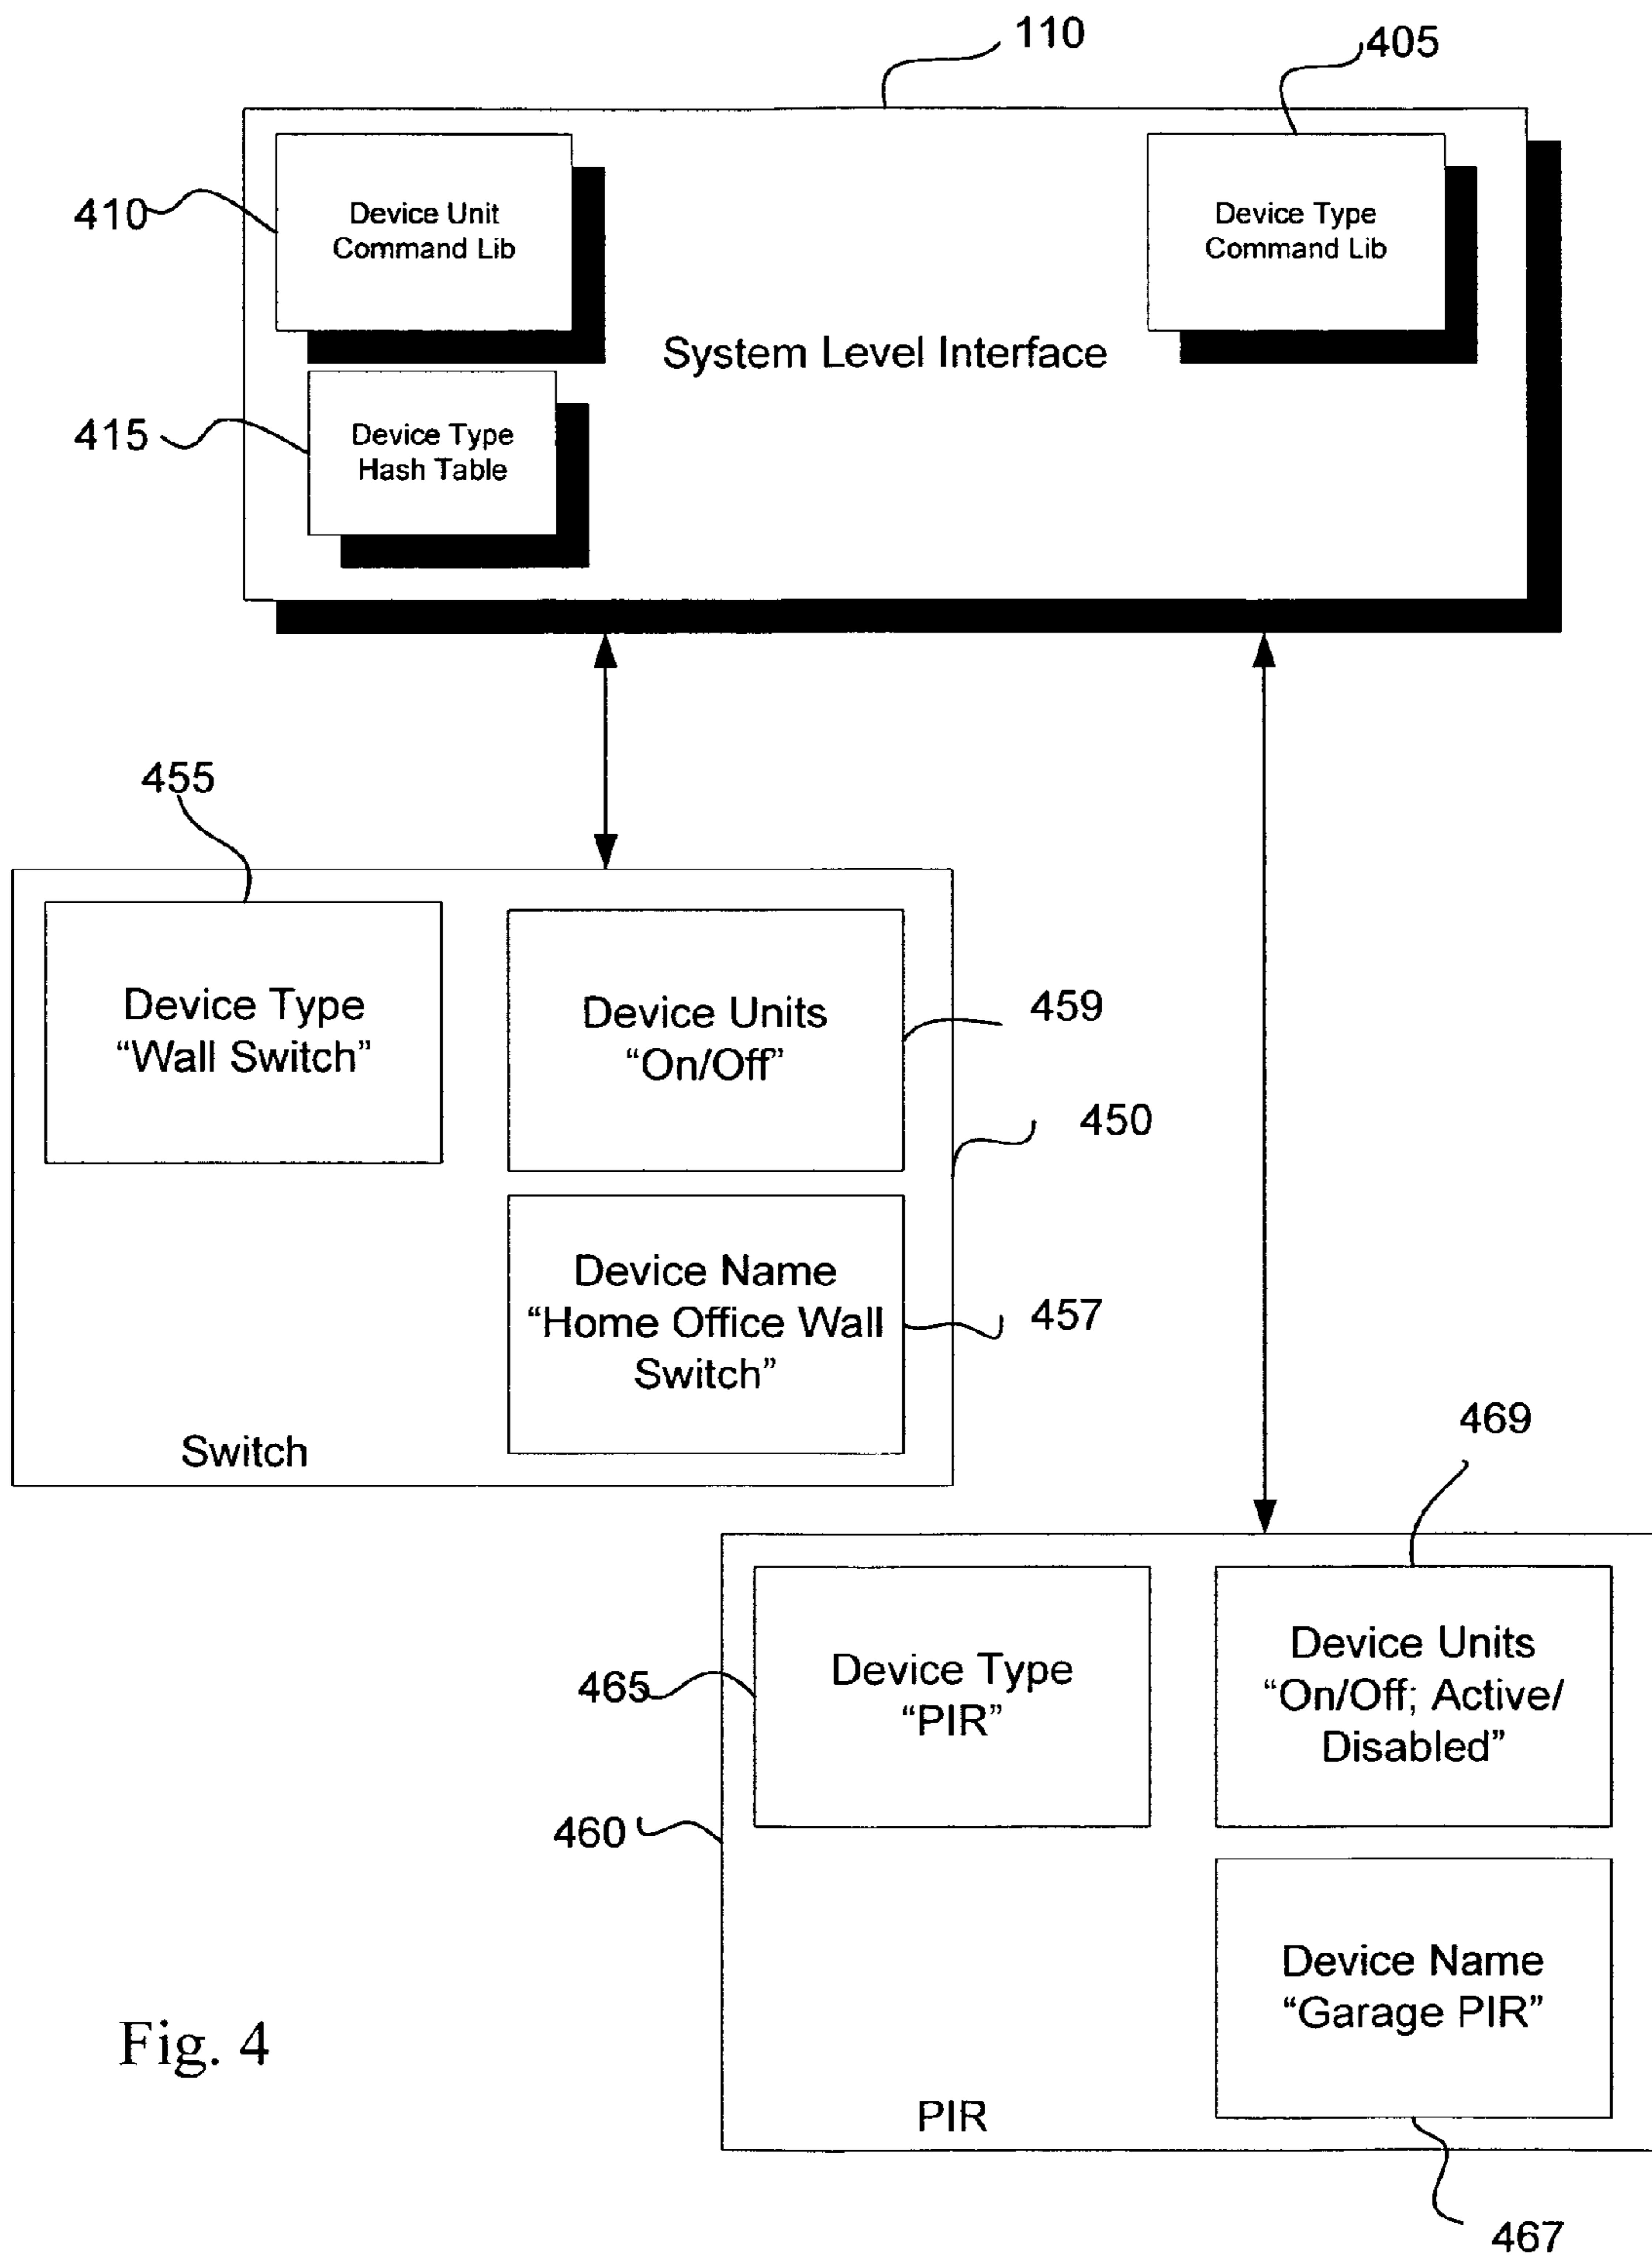 110
405
410
Device Unit
Command Lib
Device Type
Command Lib
System Level Interface
415
Device Type
Hash Table
455
Device Type
“Wall Switch”
Device Units
“On/Off”
459
450
Device Name
“Home Office Wall
Switch”
457
Switch
469
465
Device Type
“PIR”
Device Units
“On/Off; Active/
Disabled”
460
Device Name
“Garage PIR”
Fig. 4
PIR
467